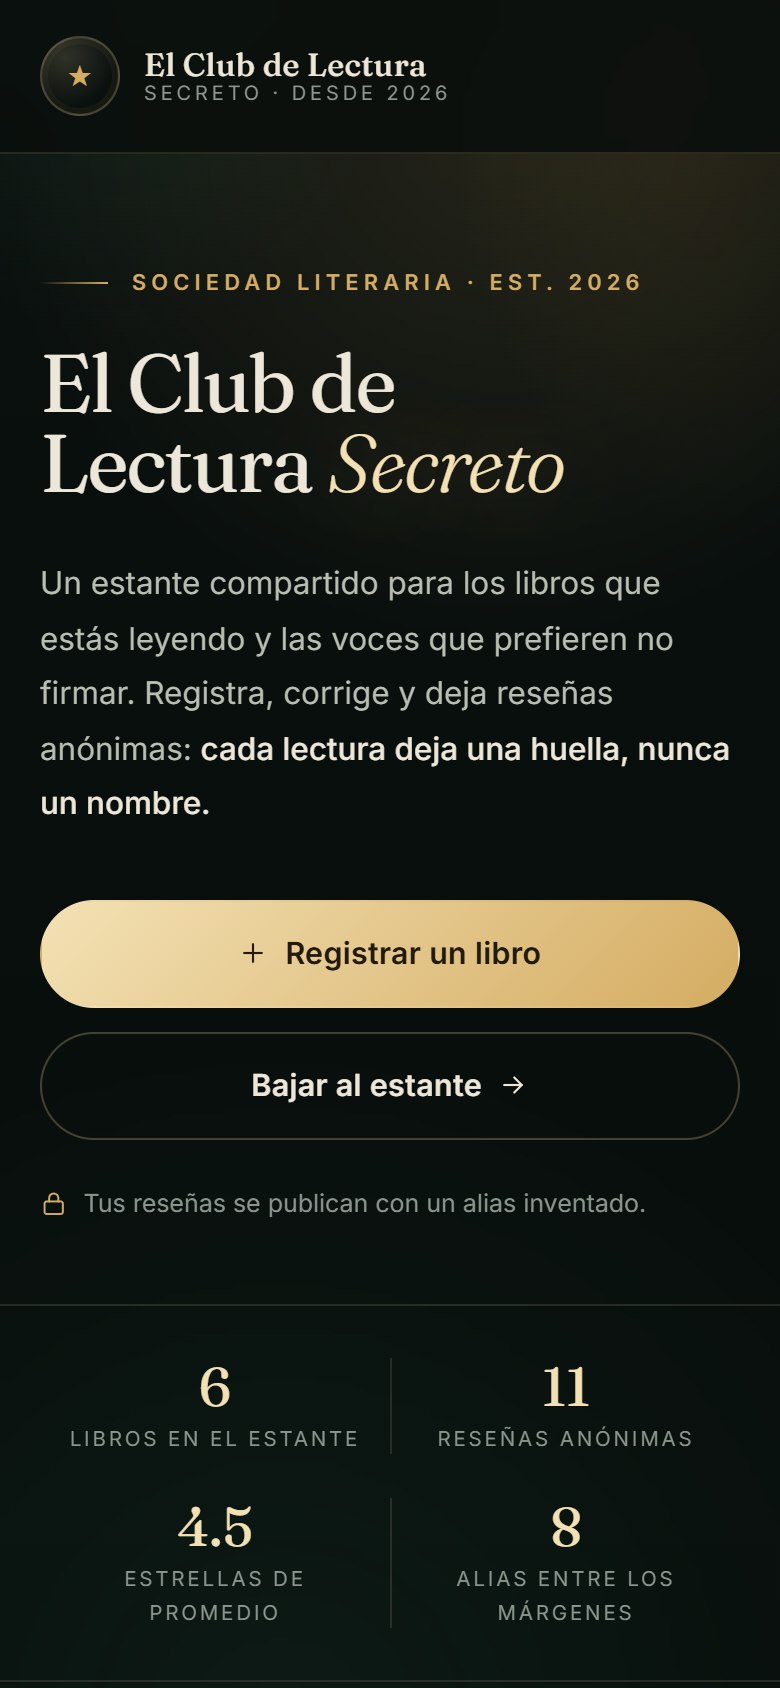 El Club de Lectura
SECRETO · DESDE 2026
SOCIEDAD LITERARIA · EST. 2026
El Club de
Lectura Secreto
Un estante compartido para los libros que
estás leyendo y las voces que prefieren no
firmar. Registra, corrige y deja reseñas
anónimas: cada lectura deja una huella, nunca
un nombre.
+ Registrar un libro
Bajar al estante →
Tus reseñas se publican con un alias inventado.
6
LIBROS EN EL ESTANTE
11
RESEÑAS ANÓNIMAS
4.5
ESTRELLAS DE
PROMEDIO
8
ALIAS ENTRE LOS
MÁRGENES